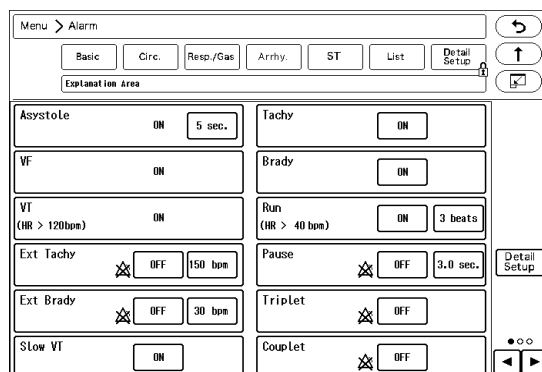 Menu > Alarm
Basic Circ. Resp./Gas Arrhy. ST List Detail Setup
Explanation Area
Asystole ON 5 sec.
Tachy ON
VF ON
Brady ON
VT (HR > 120bpm) ON
Run (HR > 40 bpm) ON 3 beats
Ext Tachy OFF 150 bpm
Pause OFF 3.0 sec.
Detail Setup
Ext Brady OFF 30 bpm
Triplet OFF
Slow VT ON
Couplet OFF